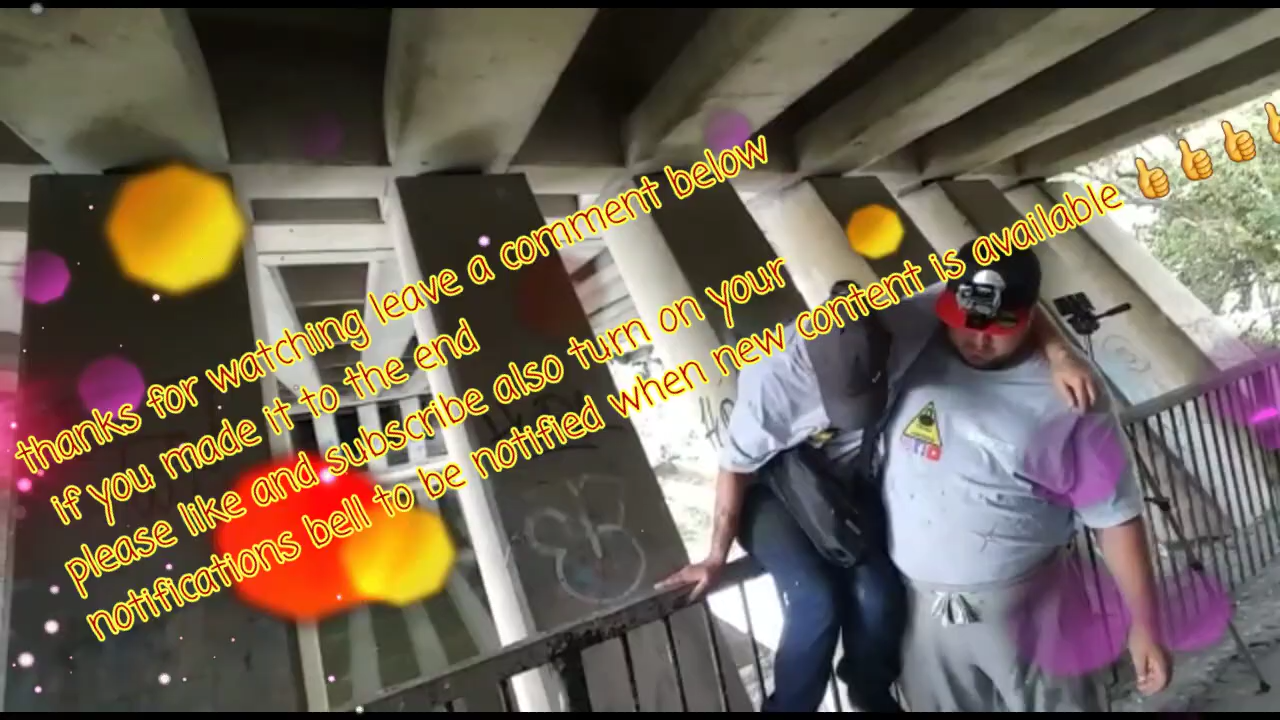 thanks for watching leave a comment below
if you made it to the end
please like and subscribe also turn on your
notifications bell to be notified when new content is available 👍👍👍👍